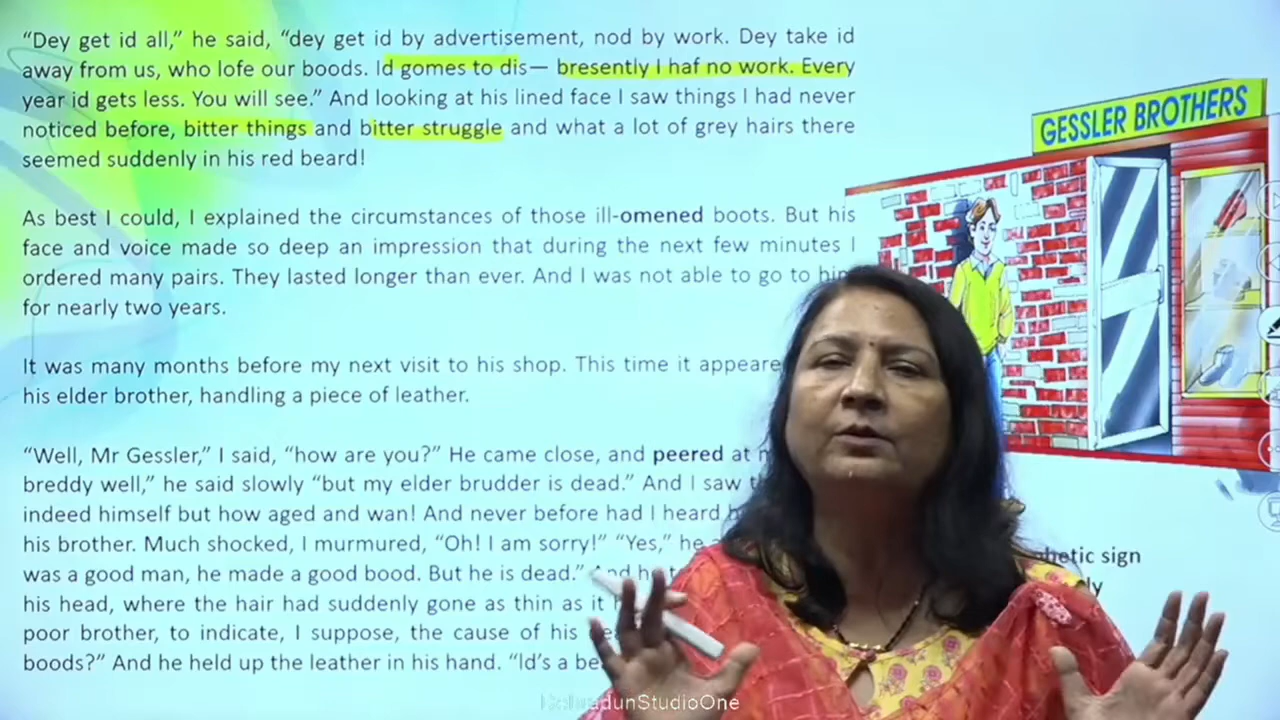 “Dey get id all,” he said, “dey get id by advertisement, nod by work. Dey take id
away from us, who lofe our boods. Id gomes to dis— bresently I haf no work. Every
year id gets less. You will see.” And looking at his lined face I saw things I had never
noticed before, bitter things and bitter struggle and what a lot of grey hairs there
seemed suddenly in his red beard!
GESSLER BROTHERS
As best I could, I explained the circumstances of those ill-omened boots. But his
face and voice made so deep an impression that during the next few minutes I
ordered many pairs. They lasted longer than ever. And I was not able to go to
for nearly two years.
It was many months before my next visit to his shop. This time it
his elder brother, handling a piece of leather.
“Well, Mr Gessler,” I said, “how are you?” He came close, and peered at
breddy well,” he said slowly “but my elder brudder is dead.” And I saw
indeed himself but how aged and wan! And never before had I heard
his brother. Much shocked, I murmured, “Oh! I am sorry!” “Yes,” he
was a good man, he made a good bood. But he is dead.”
his head, where the hair had suddenly gone as thin as it
poor brother, to indicate, I suppose, the cause of his
boods?” And he held up the leather in his hand. “Id’s a
sign